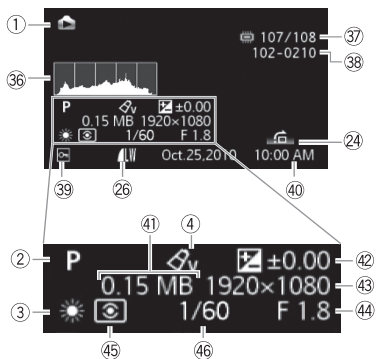 ①
107/108 ㊲
102-0210 ㊳
㊱
P V ±0.00
0.15 MB 1920×1080
1/60 F 1.8
㉔
LW Oct.25,2010 10:00 AM
㊴ ㉖ ㊵
㊶ ④
② P V ±0.00 ㊷
0.15 MB 1920×1080 ㊸
③ 1/60 F 1.8 ㊹
㊺ ㊻